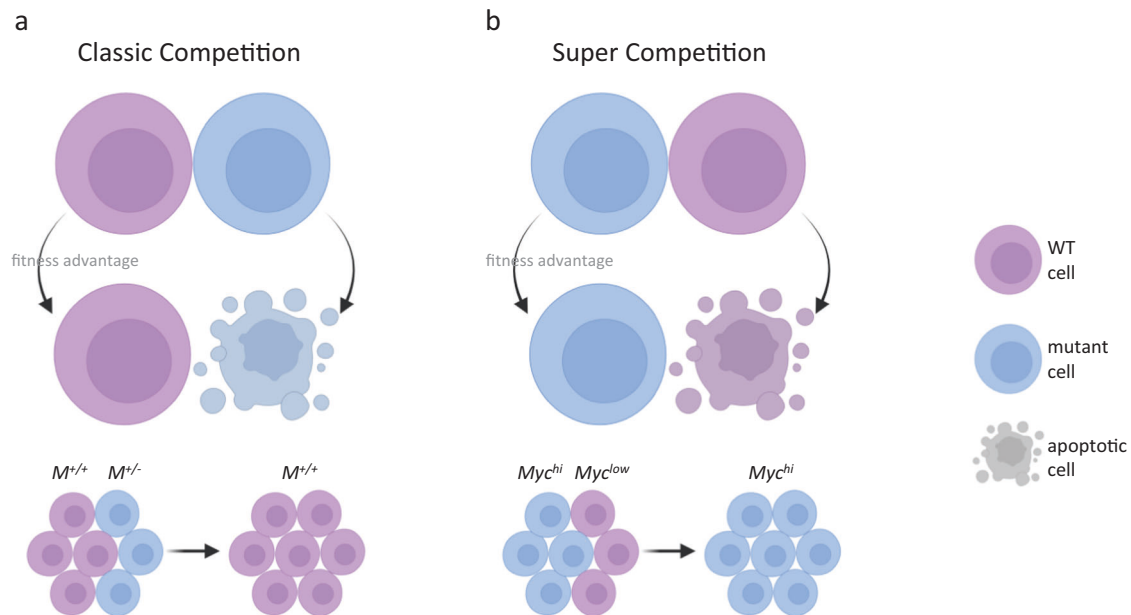 a
Classic Competition
fitness advantage
M+/+ M+/-
M+/+
b
Super Competition
fitness advantage
Mychi Myclow
Mychi
WT
cell
mutant
cell
apoptotic
cell